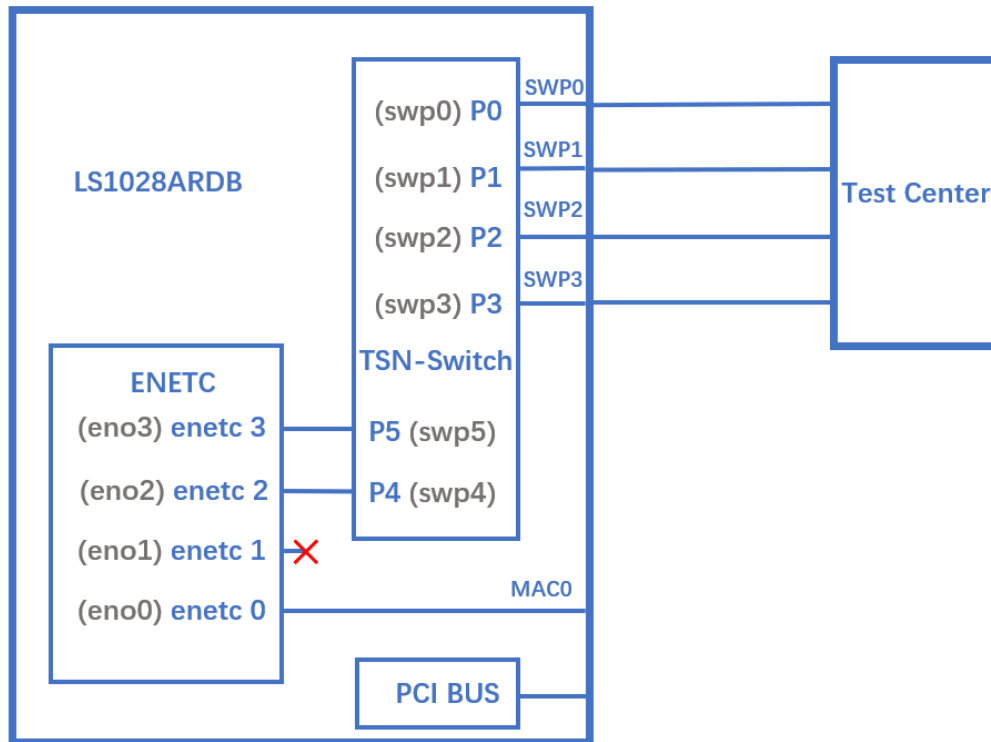 SWP0
(swp0) P0
SWP1
LS1028ARDB
(swp1) P1
Test Center
SWP2
(swp2) P2
SWP3
(swp3) P3
TSN-Switch
ENETC
(eno3) enetc 3
P5 (swp5)
(eno2) enetc 2
P4 (swp4)
(eno1) enetc 1
(eno0) enetc 0
MAC0
PCI BUS